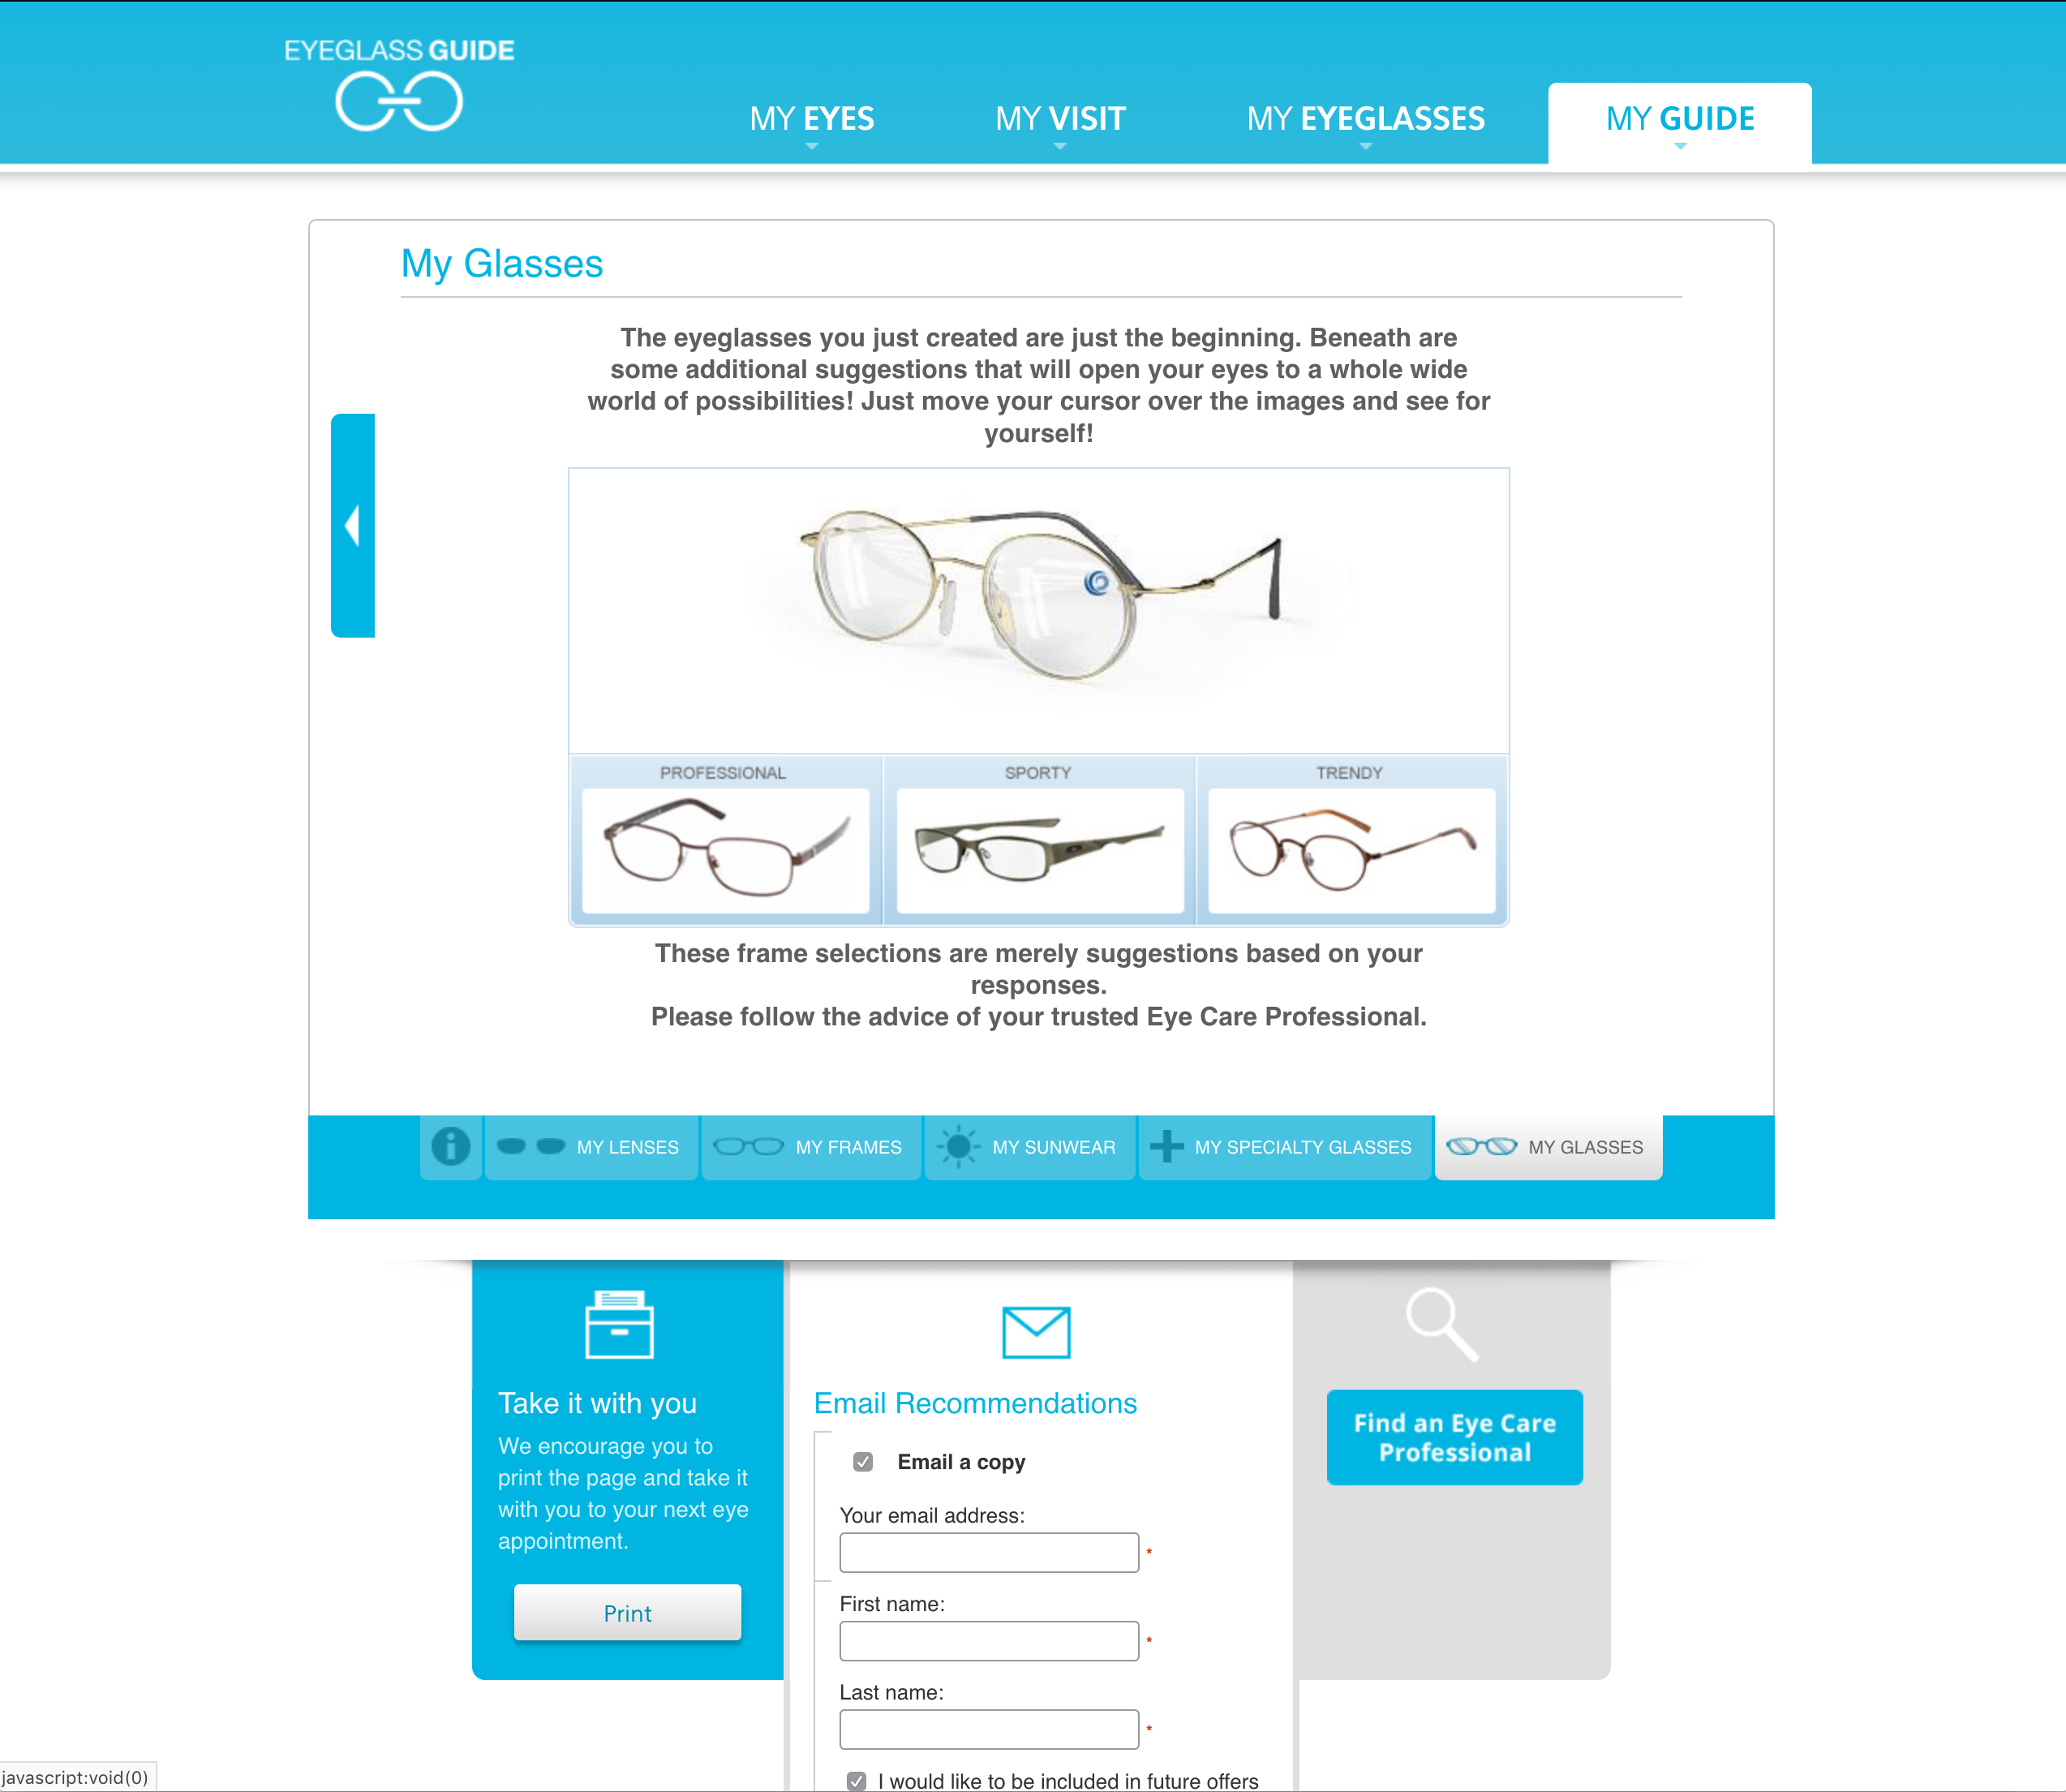 EYEGLASS GUIDE
MY EYES
MY VISIT
MY EYEGLASSES
MY GUIDE
My Glasses
The eyeglasses you just created are just the beginning. Beneath are
some additional suggestions that will open your eyes to a whole wide
world of possibilities! Just move your cursor over the images and see for
yourself!
PROFESSIONAL
SPORTY
TRENDY
These frame selections are merely suggestions based on your
responses.
Please follow the advice of your trusted Eye Care Professional.
MY LENSES
MY FRAMES
MY SUNWEAR
MY SPECIALTY GLASSES
MY GLASSES
Take it with you
We encourage you to
print the page and take it
with you to your next eye
appointment.
Print
Email Recommendations
Email a copy
Your email address:
*
First name:
*
Last name:
*
I would like to be included in future offers
Find an Eye Care
Professional
javascript:void(0)